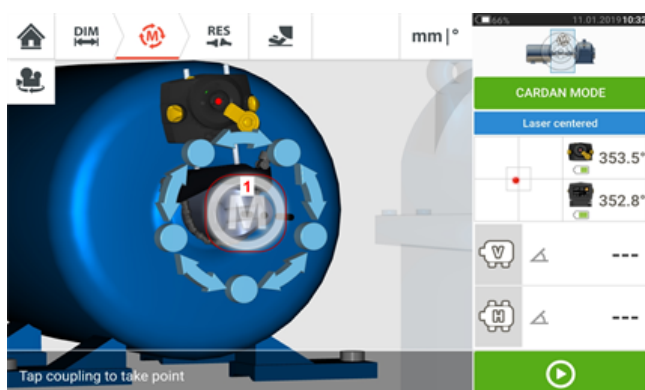 DIM
M
RES
mm|°
66%
11.01.2019 10:32
CARDAN MODE
Laser centered
353.5°
352.8°
1
M
V
---
H
---
Tap coupling to take point